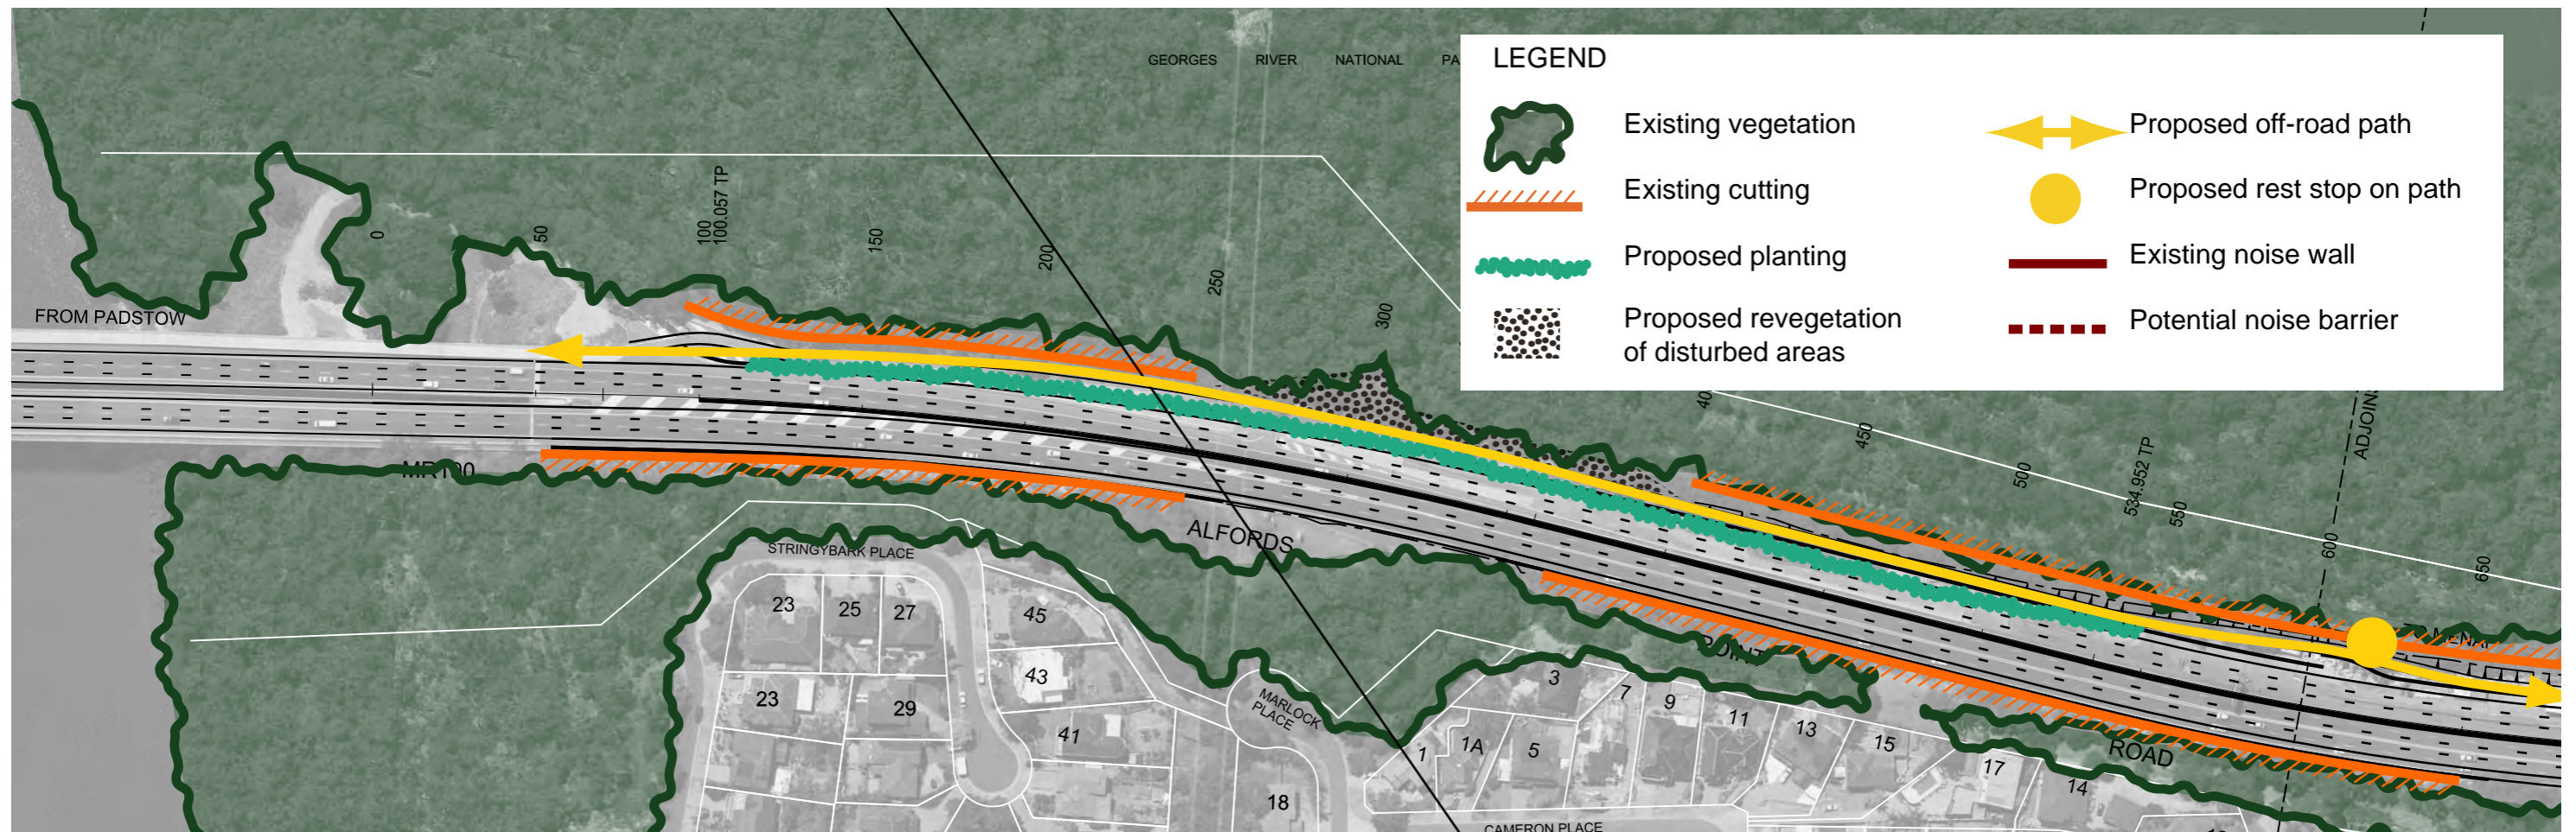 GEORGES RIVER NATIONAL PA
LEGEND
Existing vegetation
Existing cutting
Proposed planting
Proposed revegetation
of disturbed areas
Proposed off-road path
Proposed rest stop on path
Existing noise wall
Potential noise barrier
FROM PADSTOW
0
50
100
100.057 TP
150
200
250
300
40
450
500
534.952 TP
550
600
650
ADJOINS
ALFORDS
POINT
ROAD
STRINGYBARK PLACE
23
25
27
45
43
23
29
41
MARLOCK
PLACE
18
1
1A
3
5
7
9
11
13
15
17
14
CAMERON PLACE